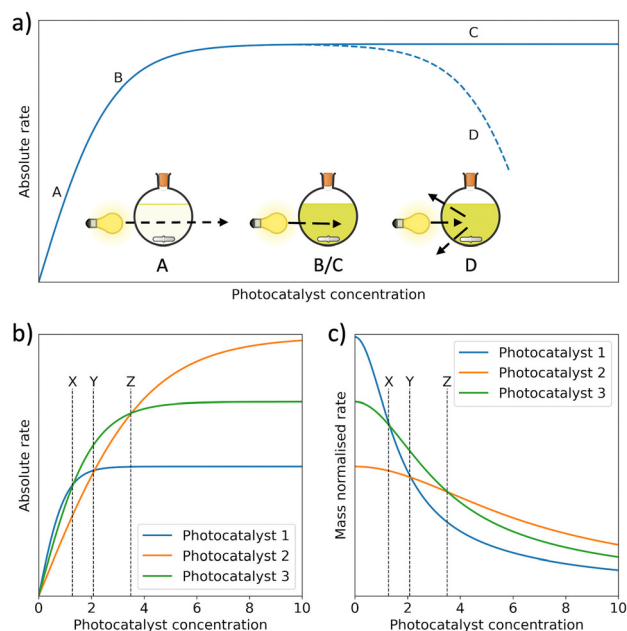 a)
C
B
Absolute rate
D
A
A
B/C
D
Photocatalyst concentration
b)
X Y Z
Absolute rate
Photocatalyst 1
Photocatalyst 2
Photocatalyst 3
0 2 4 6 8 10
Photocatalyst concentration
c)
Photocatalyst 1
Photocatalyst 2
Photocatalyst 3
X Y Z
Mass normalised rate
0 2 4 6 8 10
Photocatalyst concentration